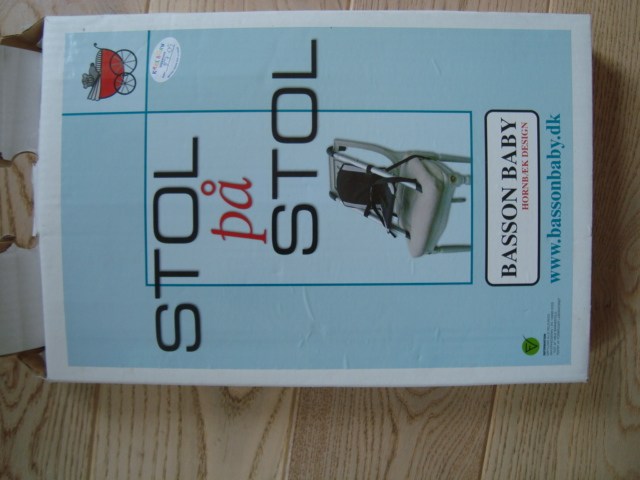 STOL
på
STOL
BASSON BABY
HORNBÆK DESIGN
www.bassonbaby.dk